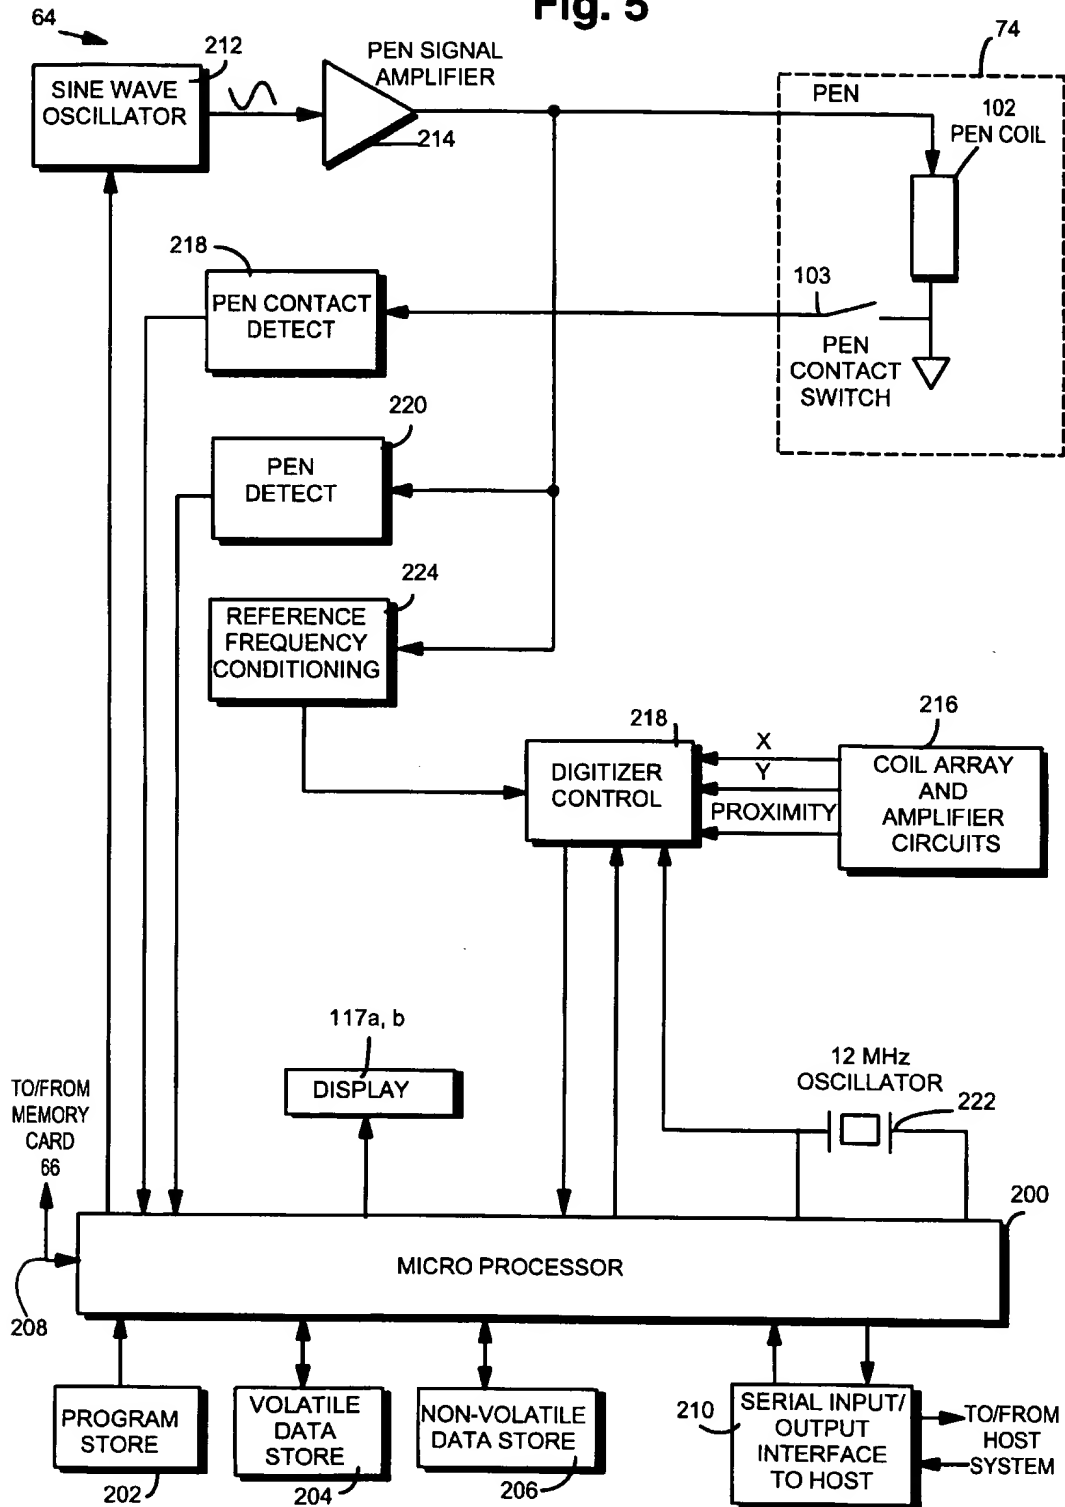 Fig. 5
64
212
SINE WAVE
OSCILLATOR
PEN SIGNAL
AMPLIFIER
214
74
PEN
102
PEN COIL
218
PEN CONTACT
DETECT
103
PEN
CONTACT
SWITCH
220
PEN
DETECT
224
REFERENCE
FREQUENCY
CONDITIONING
218
DIGITIZER
CONTROL
X
Y
PROXIMITY
216
COIL ARRAY
AND
AMPLIFIER
CIRCUITS
117a, b
DISPLAY
12 MHz
OSCILLATOR
222
TO/FROM
MEMORY
CARD
66
200
MICRO PROCESSOR
208
PROGRAM
STORE
202
VOLATILE
DATA
STORE
204
NON-VOLATILE
DATA STORE
206
210
SERIAL INPUT/
OUTPUT
INTERFACE
TO HOST
TO/FROM
HOST
SYSTEM